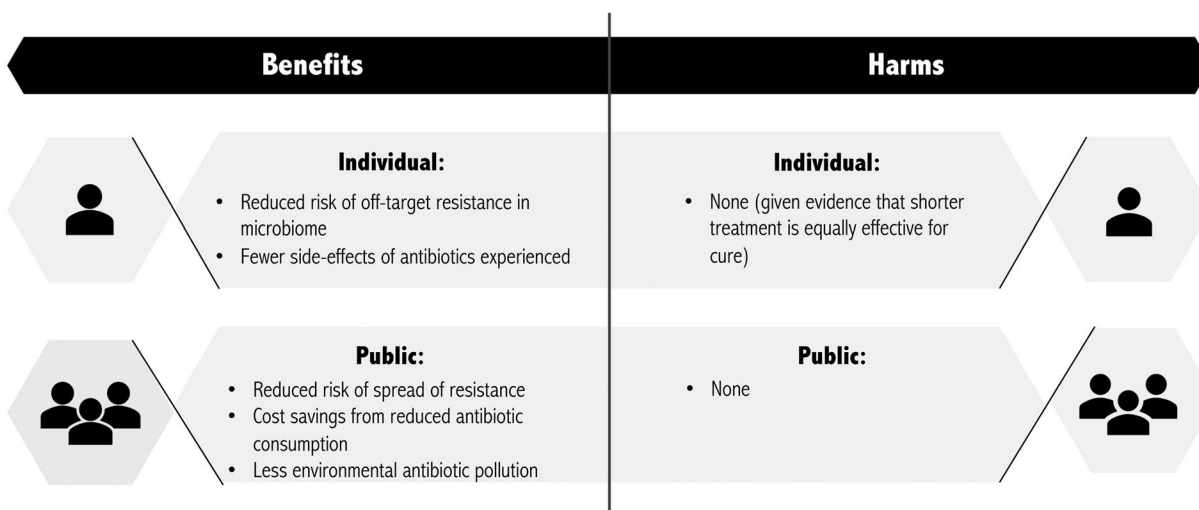 Benefits
Harms
Individual:
• Reduced risk of off-target resistance in
microbiome
• Fewer side-effects of antibiotics experienced
Individual:
• None (given evidence that shorter
treatment is equally effective for
cure)
Public:
• Reduced risk of spread of resistance
• Cost savings from reduced antibiotic
consumption
• Less environmental antibiotic pollution
Public:
• None